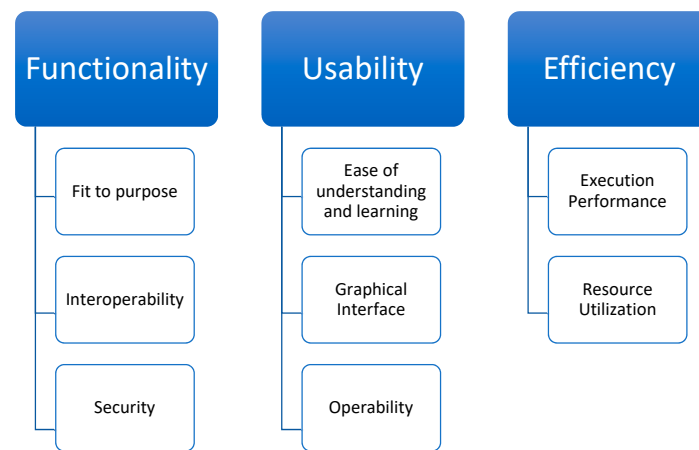 Functionality
Fit to purpose
Interoperability
Security
Usability
Ease of
understanding
and learning
Graphical
Interface
Operability
Efficiency
Execution
Performance
Resource
Utilization